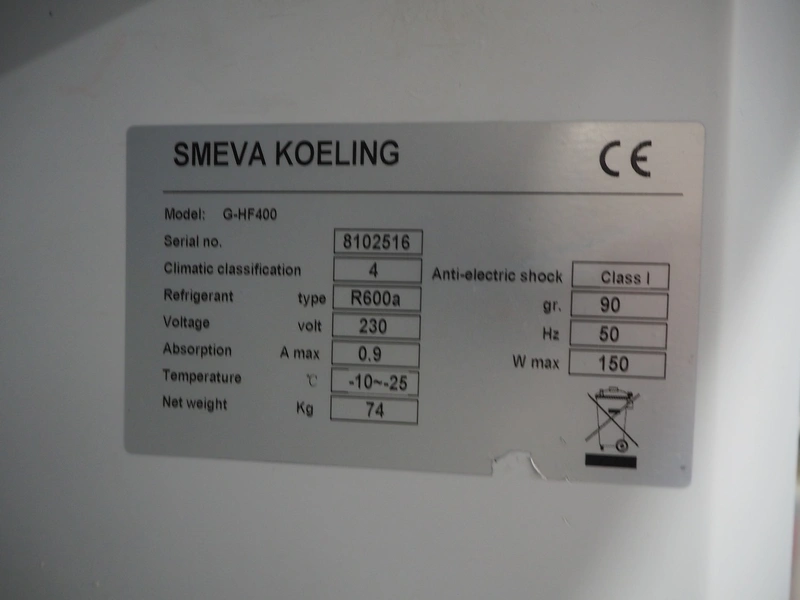 SMEVA KOELING CE
Model: G-HF400
Serial no. 8102516
Climatic classification 4 Anti-electric shock Class I
Refrigerant type R600a gr. 90
Voltage volt 230 Hz 50
Absorption A max 0.9 W max 150
Temperature ℃ -10~-25
Net weight Kg 74